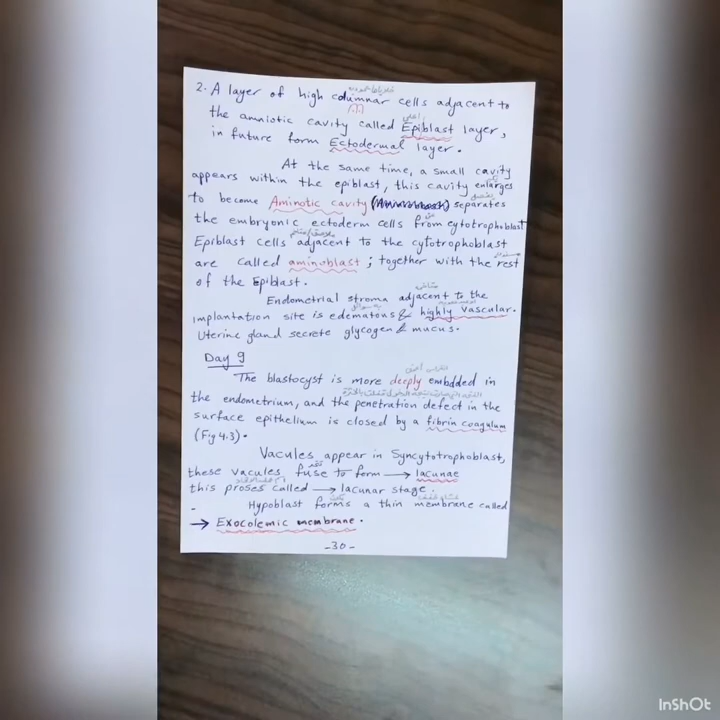 2. A layer of high columnar cells adjacent to
the amniotic cavity called Epiblast layer,
in future form Ectodermal layer.
At the same time, a small cavity
appears within the epiblast, this cavity enlarges
to become Aminotic cavity ( ) separates
the embryonic ectoderm cells from cytotrophoblast
Epiblast cells adjacent to the cytotrophoblast
are called aminoblast; together with the rest
of the Epiblast.
Endometrial stroma adjacent to the
implantation site is edematous & highly vascular.
Uterine gland secrete glycogen & mucus.
Day 9
The blastocyst is more deeply embdded in
the endometrium, and the penetration defect in the
surface epithelium is closed by a fibrin coagulum
(Fig 4.3).
Vacules appear in Syncytotrophoblast,
these vacules fuse to form → lacunae
this proses called → lacunar stage.
- Hypoblast forms a thin membrane called
→ Exocolemic membrane.
-30-
InShOt